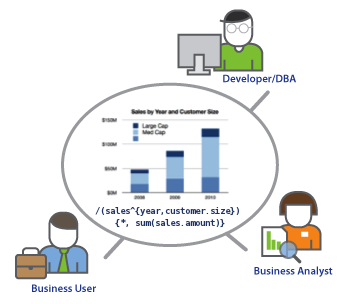 Developer/DBA
Sales by Year and Customer Size
$150M
Large Cap
Med Cap
$100M
$50M
$0M
2008
2009
2010
/(sales^{year,customer.size})
{*, sum(sales.amount)}
Business Analyst
Business User